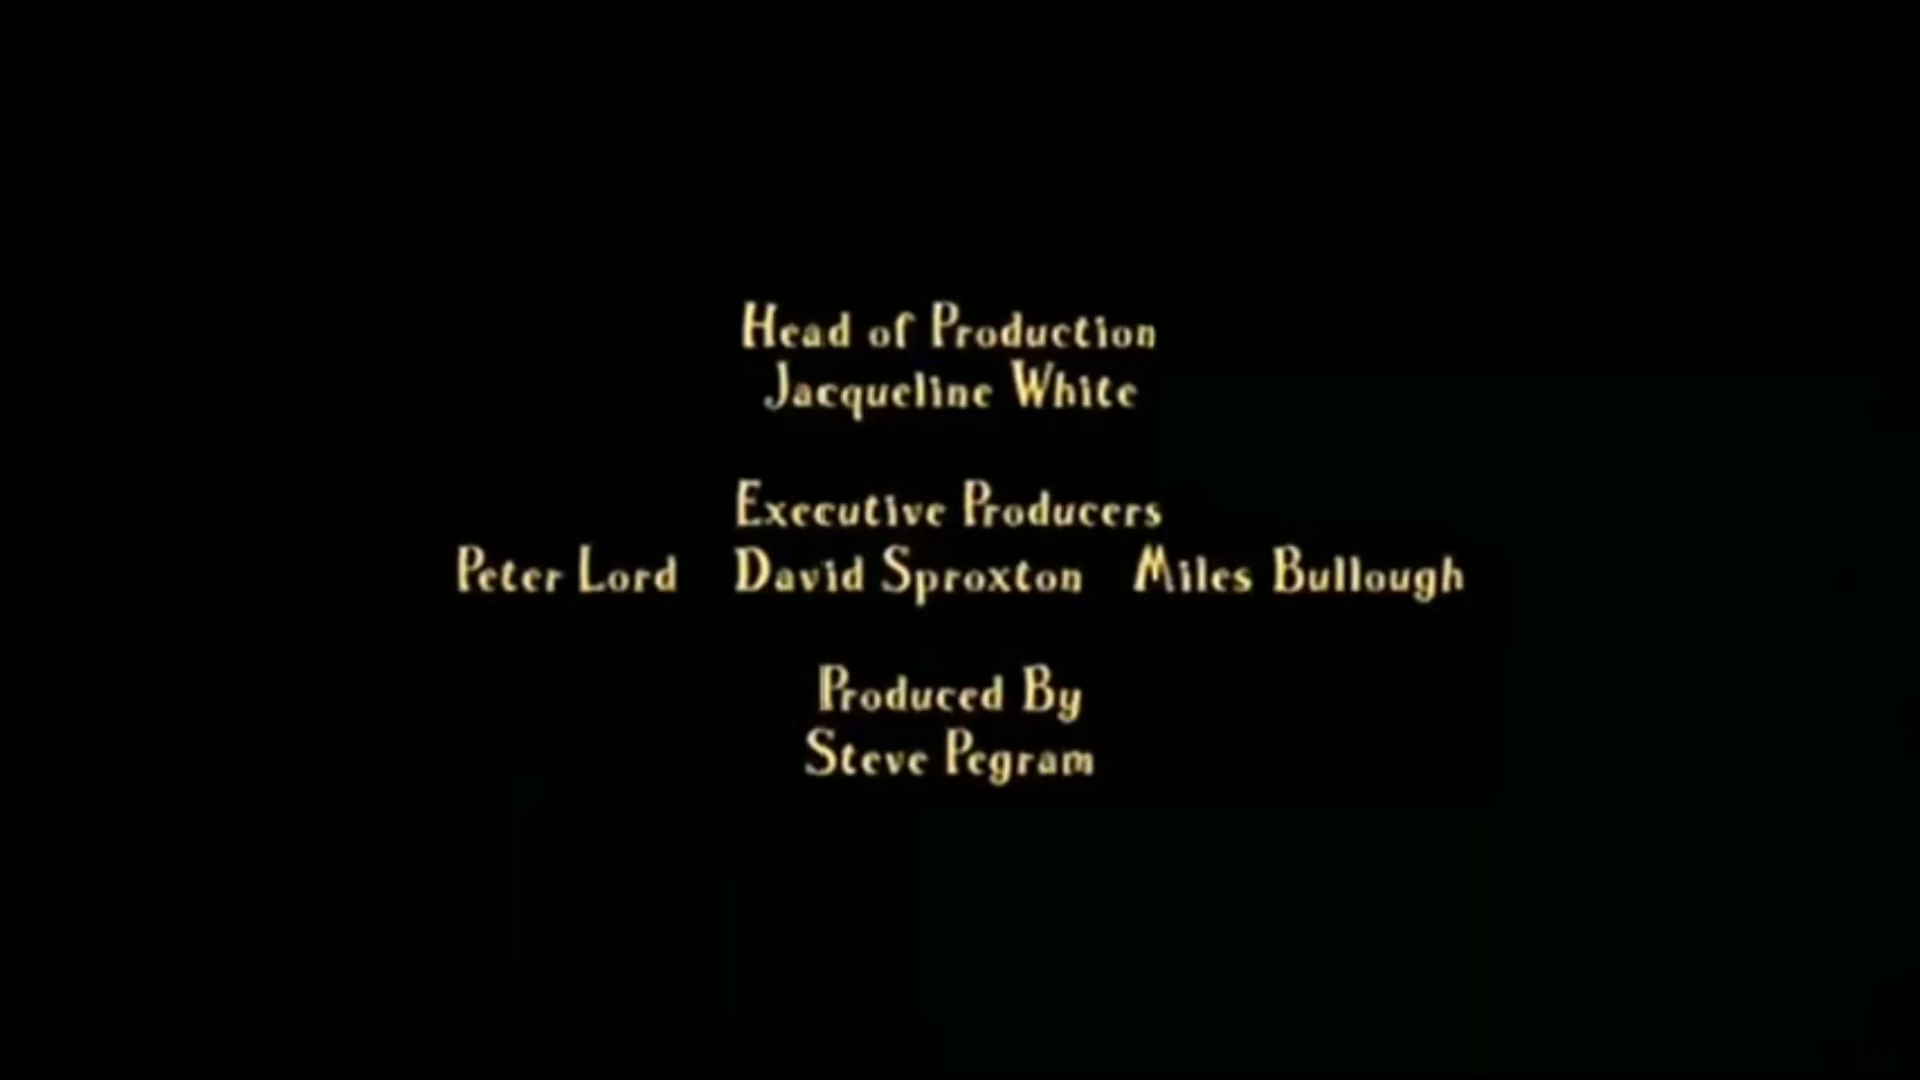 Head of Production
Jacqueline White
Executive Producers
Peter Lord David Sproxton Miles Bullough
Produced By
Steve Pegram